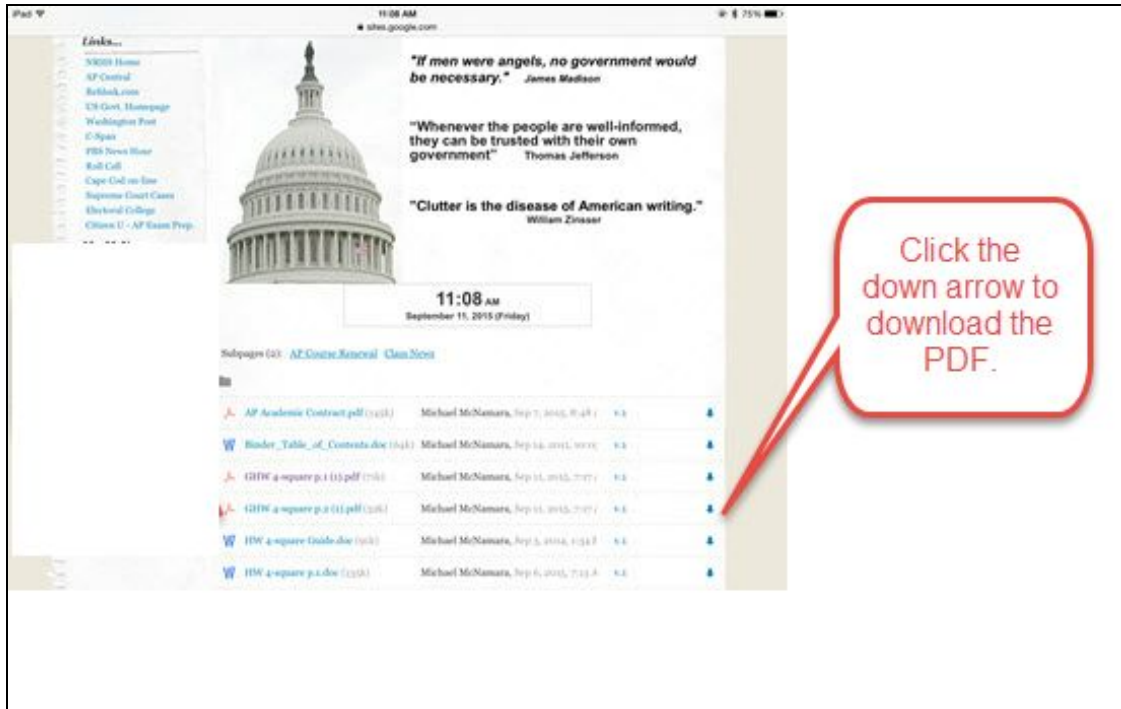 iPad
11:08 AM
75%
sites.google.com
Links...
NRHS Home
AP Central
Refdesk.com
US Govt. Homepage
Washington Post
C-Span
PBS News Hour
Roll Call
Cape Cod on-line
Supreme Court Cases
Electoral College
Citizen U - AP Exam Prep.
"If men were angels, no government would
be necessary." James Madison
"Whenever the people are well-informed,
they can be trusted with their own
government" Thomas Jefferson
"Clutter is the disease of American writing."
William Zinsser
11:08 AM
September 11, 2015 (Friday)
Subpages (2): AP Course Renewal Class News
AP Academic Contract.pdf Michael McNamara, Sep 7, 2015,
Binder_Table_of_Contents.doc (64k) Michael McNamara, Sep 14, 2011,
GHW 4-square p.1 (1).pdf Michael McNamara, Sep 11, 2015,
GHW 4-square p.2 (1).pdf Michael McNamara, Sep 11, 2015,
HW 4-square Guide.doc Michael McNamara, Sep 3, 2014,
HW 4-square p.1.doc Michael McNamara, Sep 6, 2015,
Click the
down arrow to
download the
PDF.